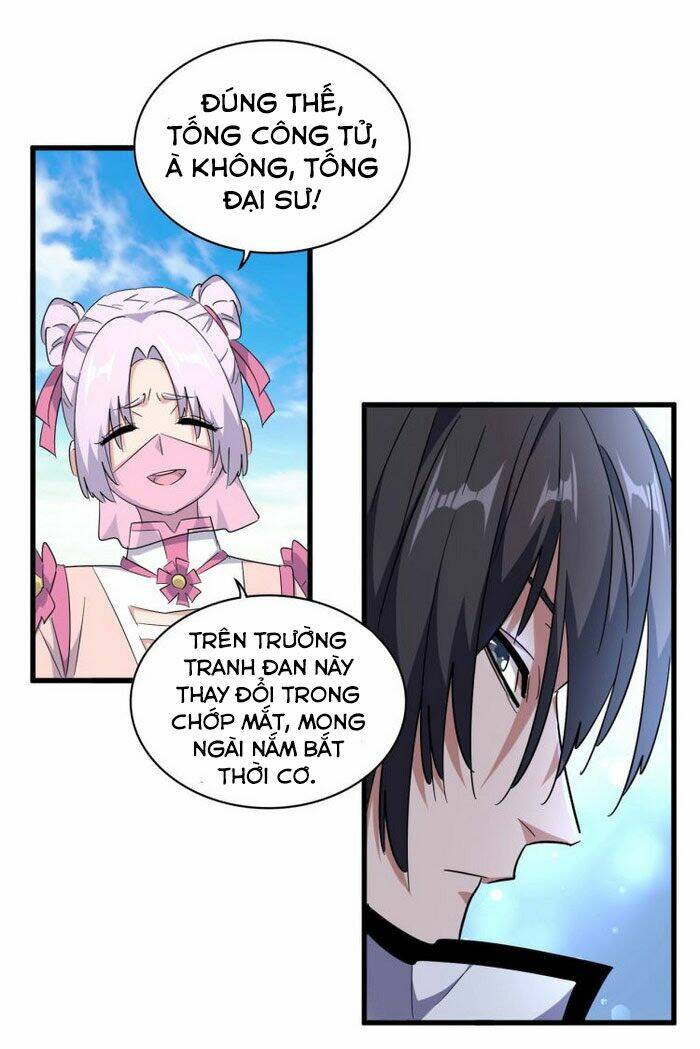 ĐÚNG THẾ,
TỐNG CÔNG TỬ,
À KHÔNG, TỐNG
ĐẠI SƯ!
TRÊN TRƯỜNG
TRANH ĐAN NÀY
THAY ĐỔI TRONG
CHỚP MẮT, MONG
NGÀI NẮM BẮT
THỜI CƠ.